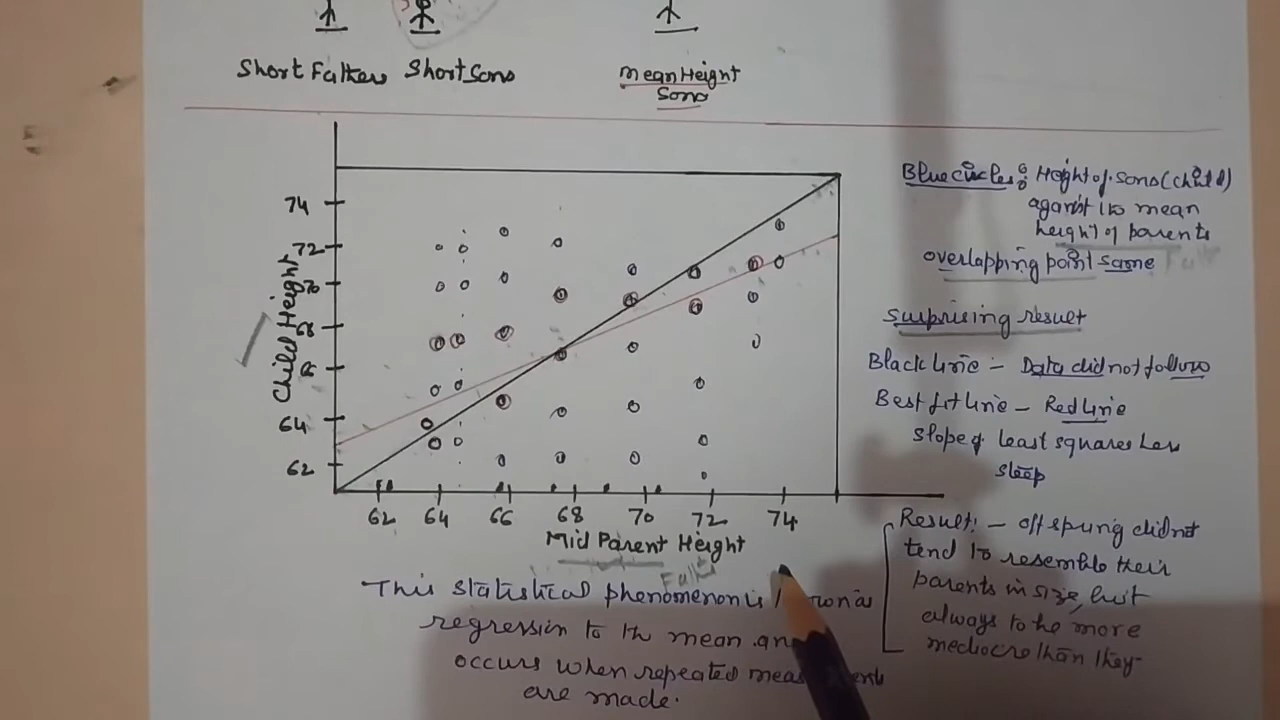 Short Fathers Short Sons
Mean Height
Sons
74
72
70
68
66
64
62
Child Height
62 64 66 68 70 72 74
Mid Parent Height
This statistical phenomenon is as
regression to the mean
occurs when repeated
are made.
Blue circles: Height of sons (child)
against the mean
height of parents
overlapping point same
Surprising result
Black line - Data did not follow
Best fit line - Red line
Slope of least squares less
steep
Result: - offspring did not
tend to resemble their
parents in size, but
always to be more
mediocre than they